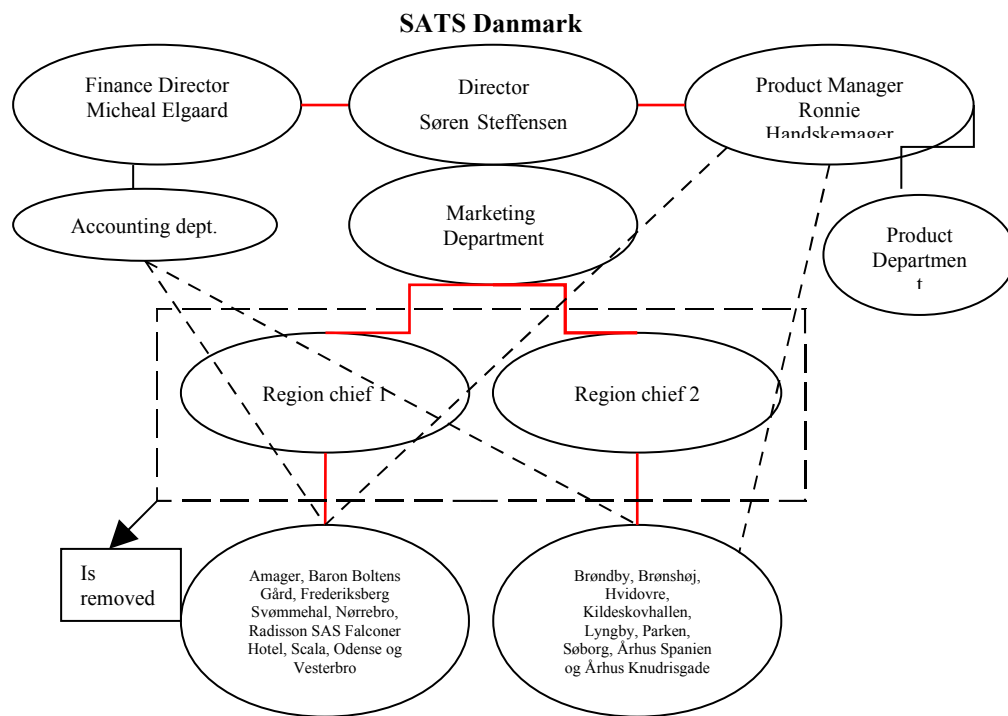 SATS Danmark
Finance Director
Micheal Elgaard
Director
Søren Steffensen
Product Manager
Ronnie
Handskemager
Accounting dept.
Marketing
Department
Product
Departmen
t
Region chief 1
Region chief 2
Is
removed
Amager, Baron Boltens
Gård, Frederiksberg
Svømmehal, Nørrebro,
Radisson SAS Falconer
Hotel, Scala, Odense og
Vesterbro
Brøndby, Brønshøj,
Hvidovre,
Kildeskovhallen,
Lyngby, Parken,
Søborg, Århus Spanien
og Århus Knudrisgade